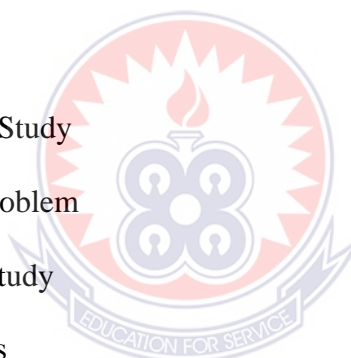 Study
oblem
tudy
s
EDUCATION FOR SERVICE